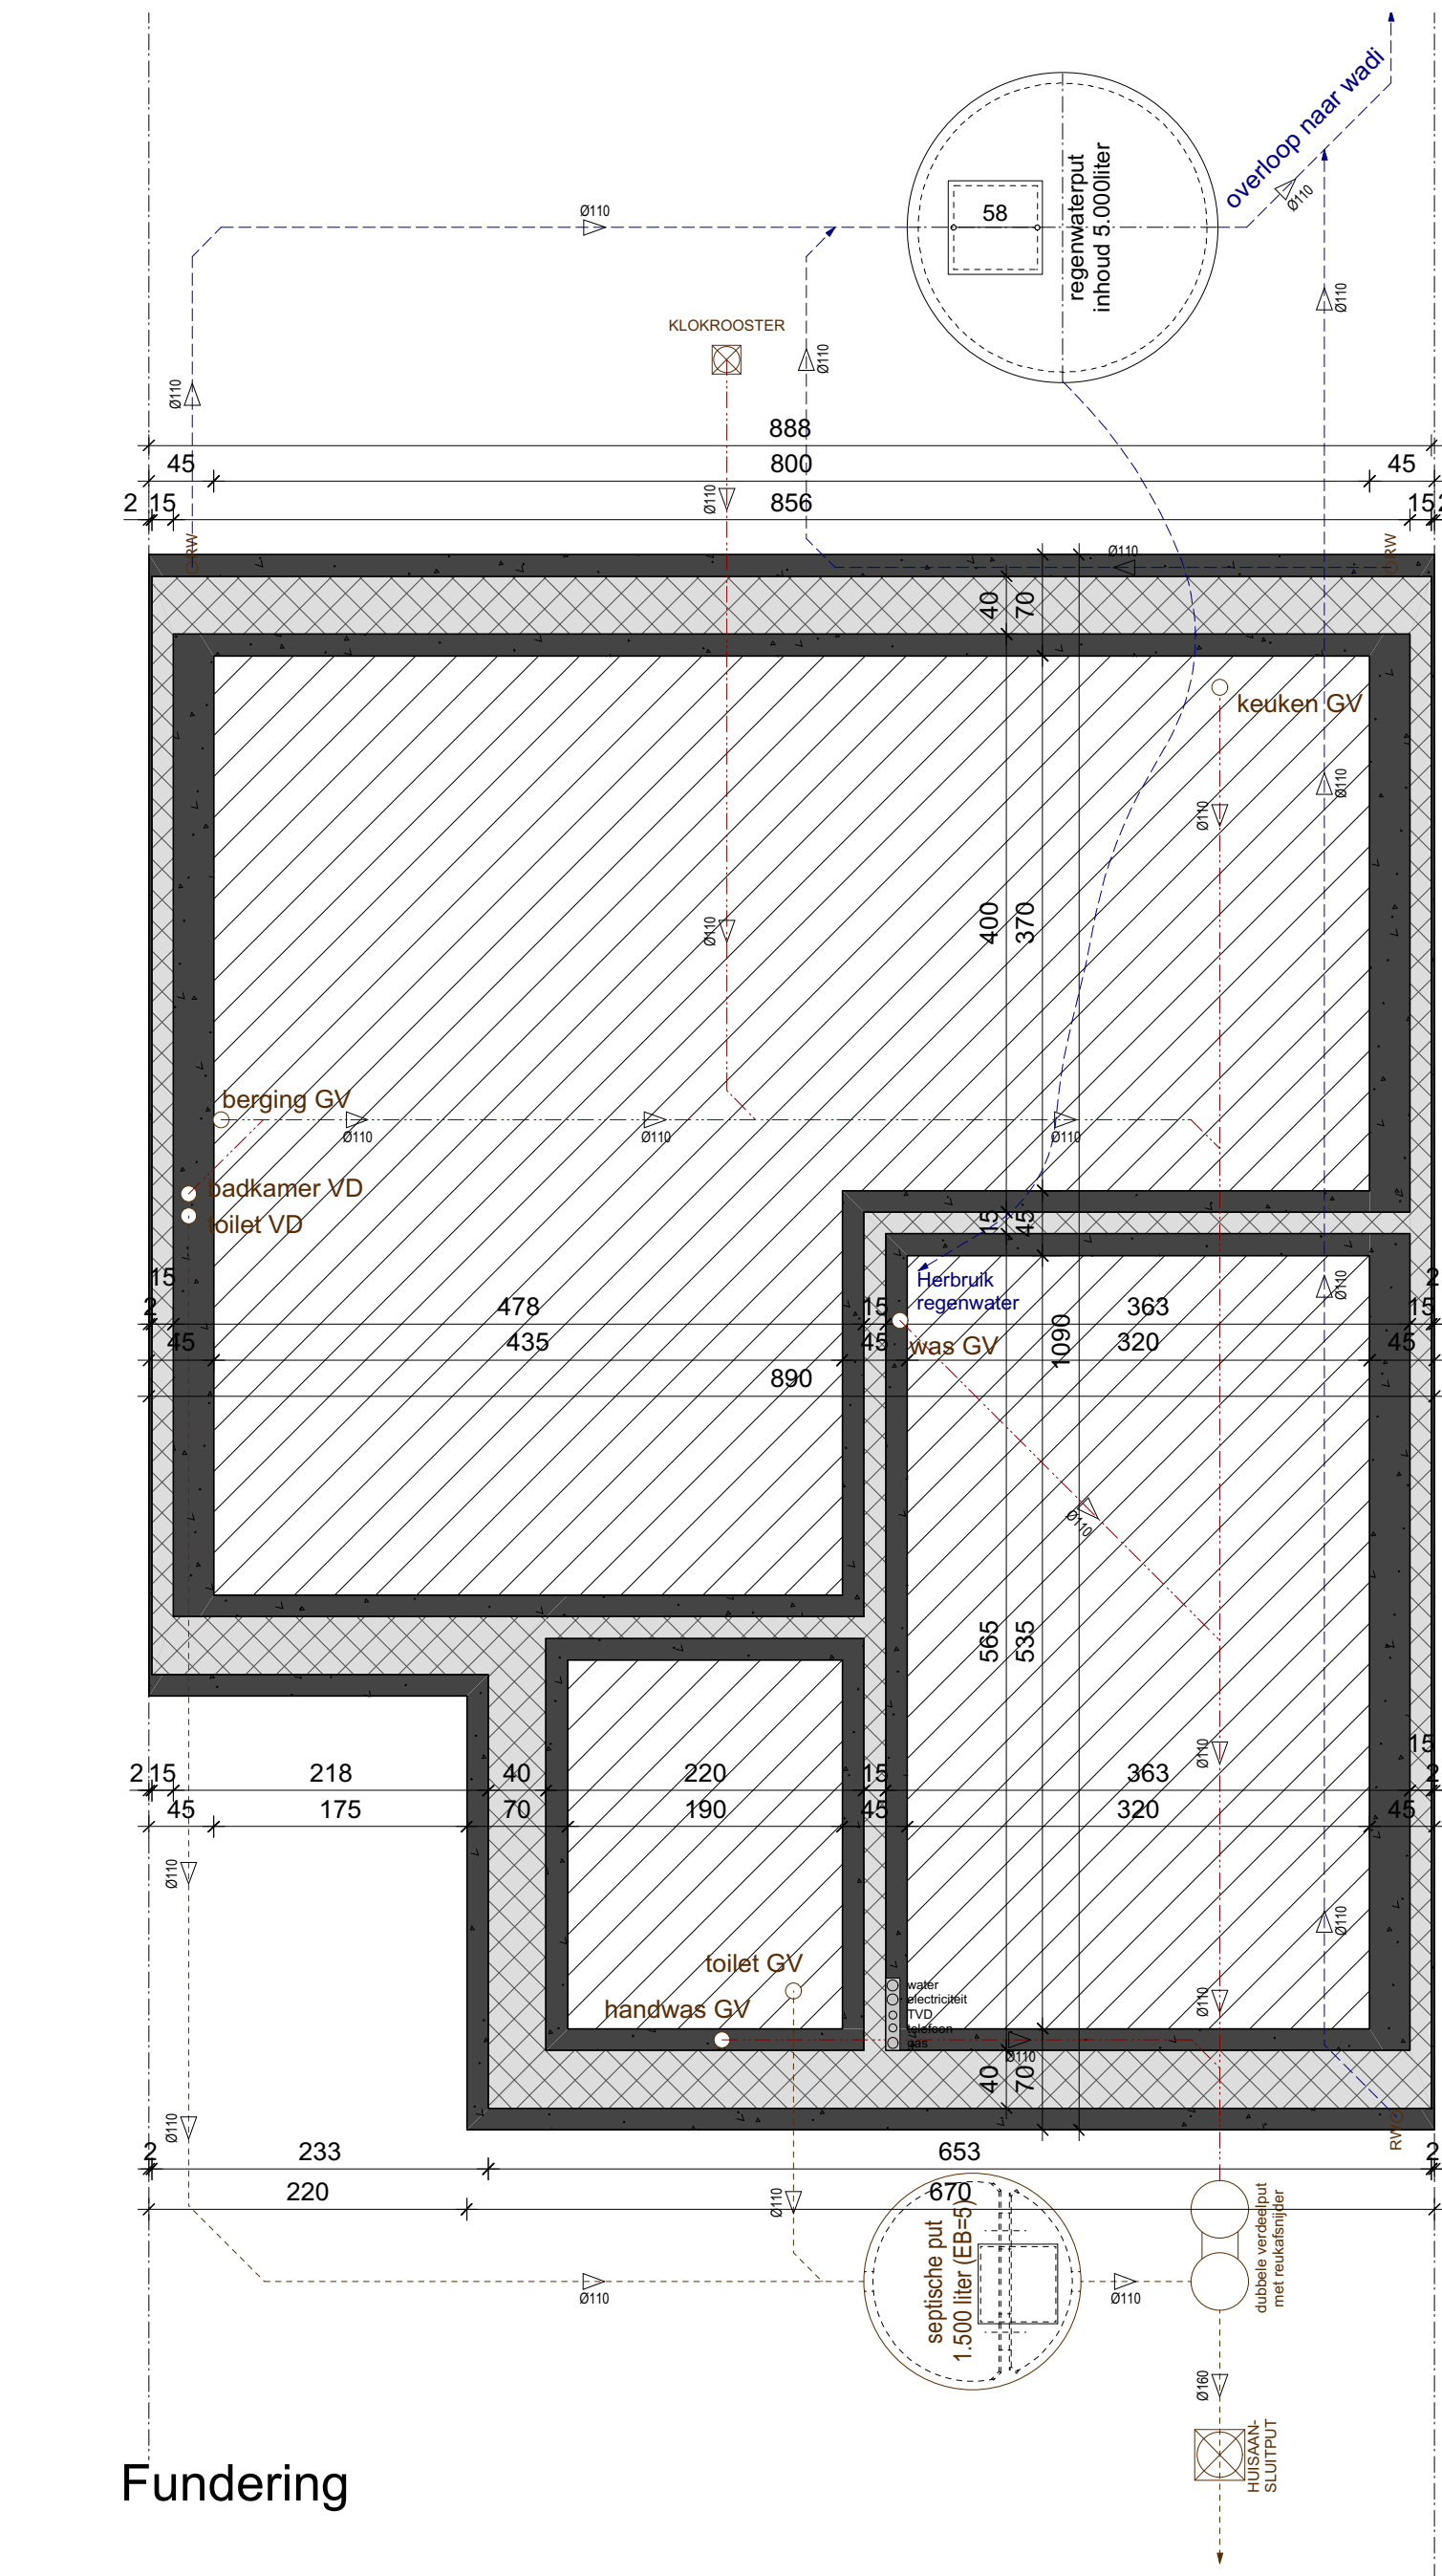 overloop naar wadi
Ø110
Ø110
58
regenwaterput
inhoud 5.000liter
Ø110
KLOKROOSTER
Ø110
Ø110
888
45
800
45
Ø110
2
15
856
15
2
RW
Ø110
RW
40
70
keuken GV
Ø110
Ø110
Ø110
400
370
berging GV
Ø110
Ø110
Ø110
badkamer VD
toilet VD
15
45
15
Herbruik
regenwater
Ø110
2
2
478
15
363
15
45
435
45
was GV
320
45
1090
890
Ø110
565
535
Ø110
15
2
15
218
40
220
15
363
2
45
175
70
190
45
320
45
Ø110
Ø110
toilet GV
handwas GV
water
electriciteit
TVD
telefoon
gas
Ø110
Ø110
40
70
Ø110
RW
2
233
653
2
220
670
Ø110
septische put
1.500 liter (EB=5)
dubbele verdeelput
met reukafsnijder
Ø110
Ø110
Ø160
HUISAAN-
SLUITPUT
Fundering